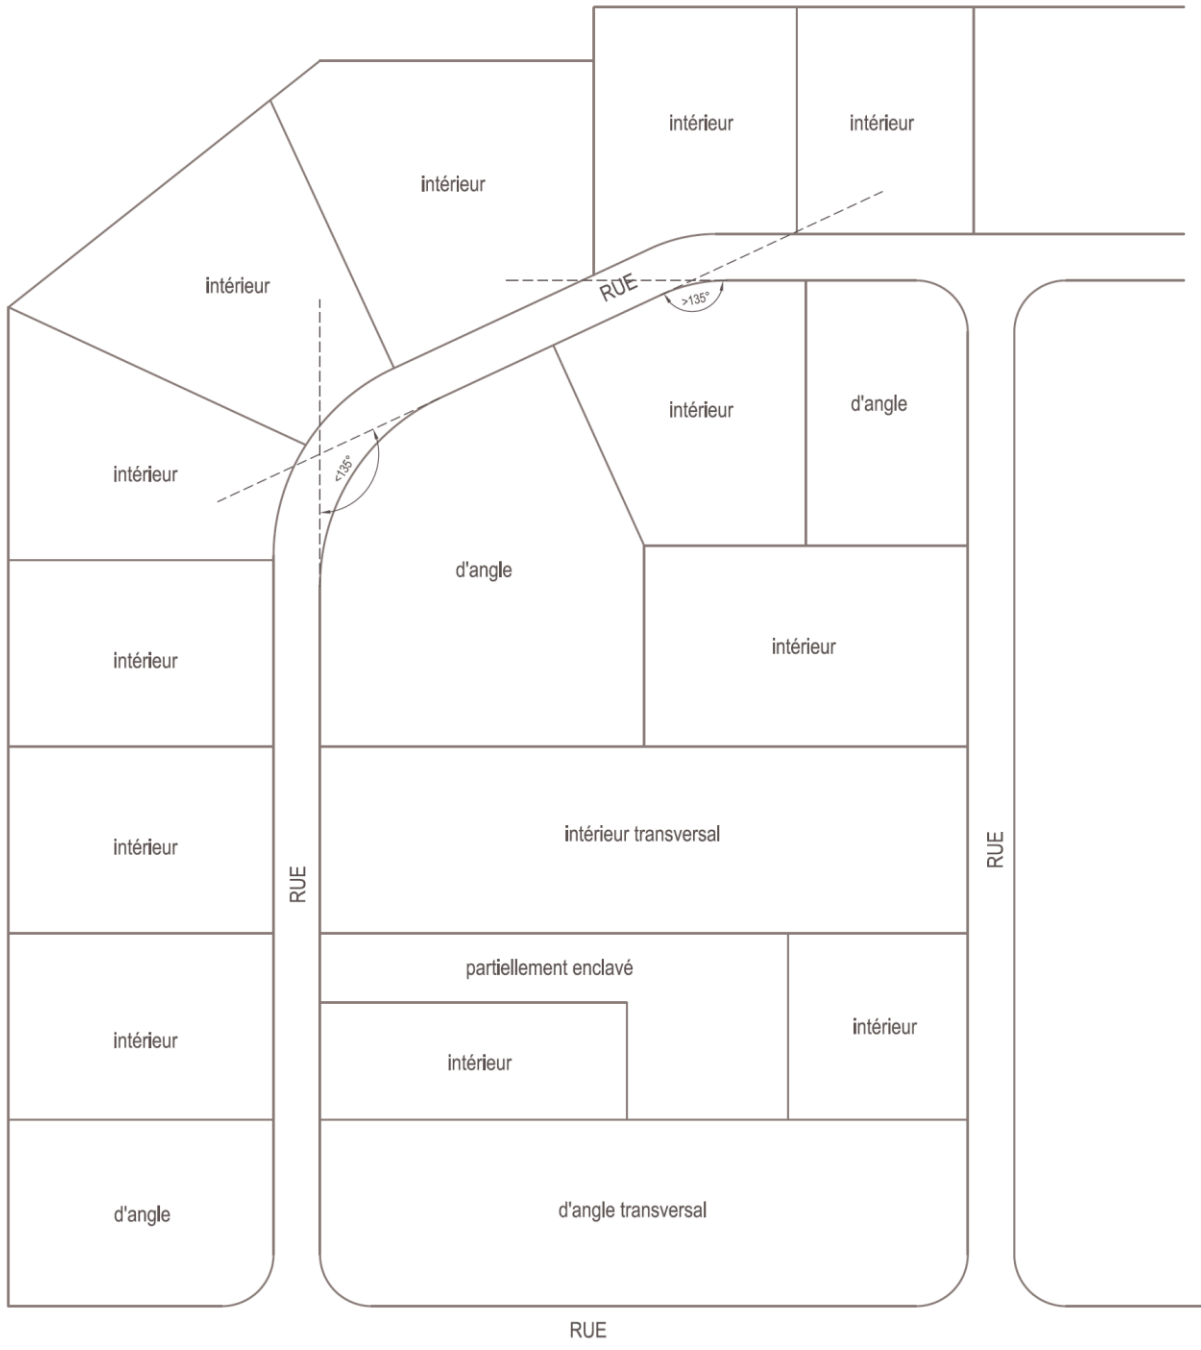 intérieur
intérieur
intérieur
intérieur
RUE
>135°
d'angle
intérieur
<135°
intérieur
d'angle
intérieur
intérieur
intérieur transversal
intérieur
RUE
RUE
partiellement enclavé
intérieur
intérieur
intérieur
d'angle transversal
d'angle
RUE